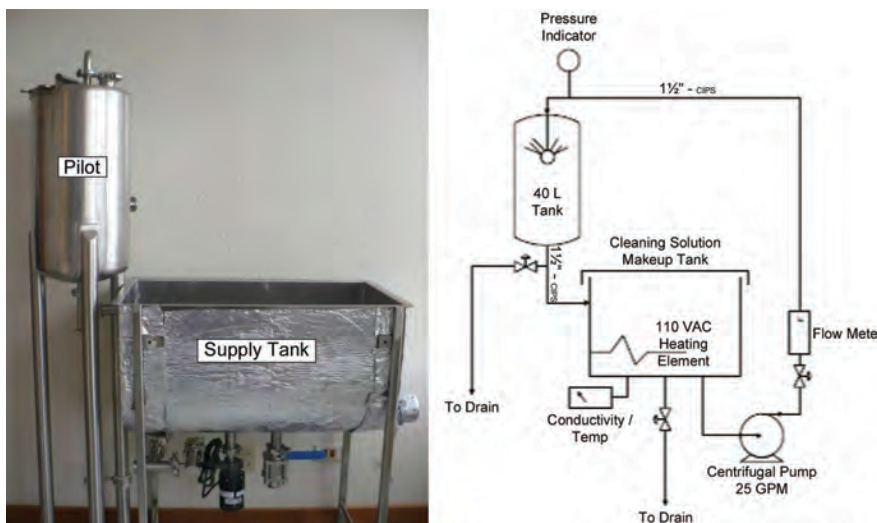 Pilot
Supply Tank
Pressure
Indicator
1½" - CIPS
40 L
Tank
1½" - CIPS
Cleaning Solution
Makeup Tank
110 VAC
Heating
Element
Flow Meter
To Drain
Conductivity /
Temp
Centrifugal Pump
25 GPM
To Drain